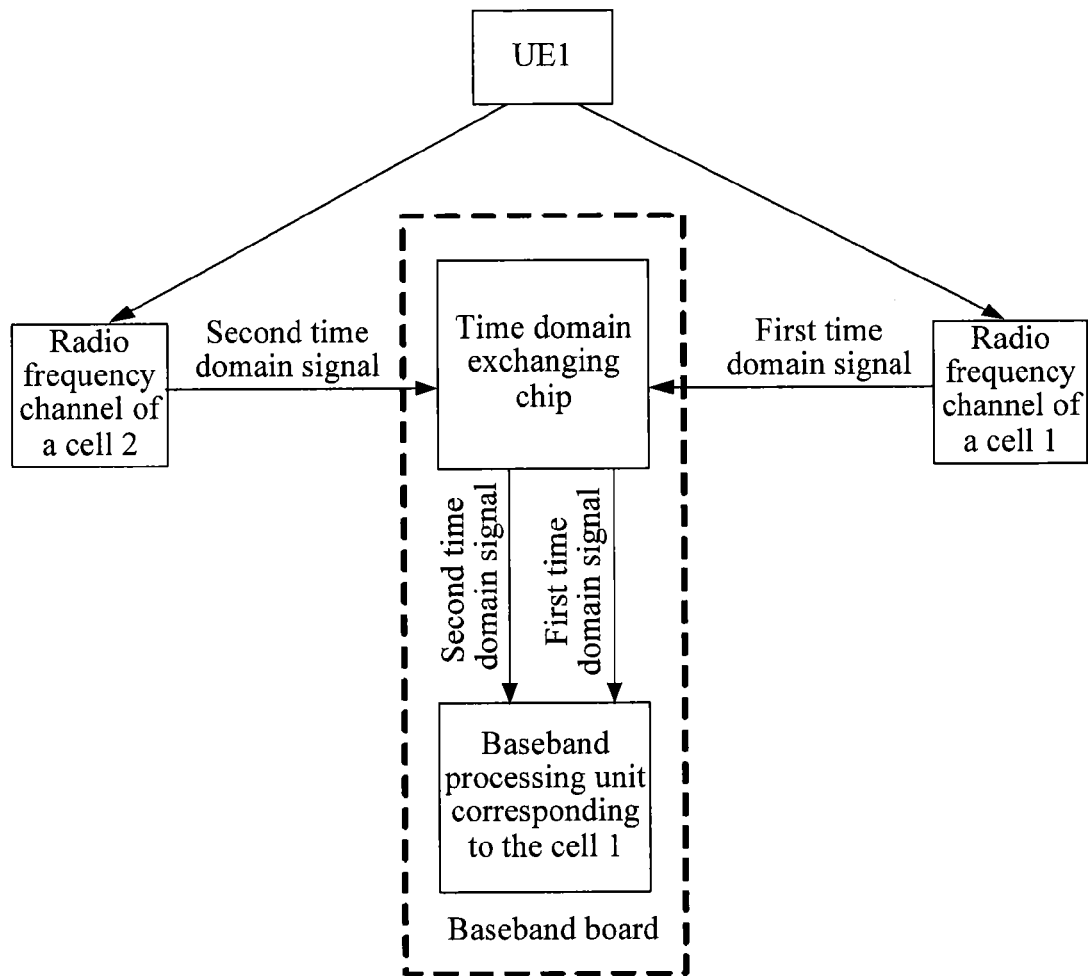 UE1
Radio
frequency
channel of
a cell 2
Second time
domain signal
Time domain
exchanging
chip
First time
domain signal
Radio
frequency
channel of
a cell 1
Second time
domain signal
First time
domain signal
Baseband
processing unit
corresponding
to the cell 1
Baseband board